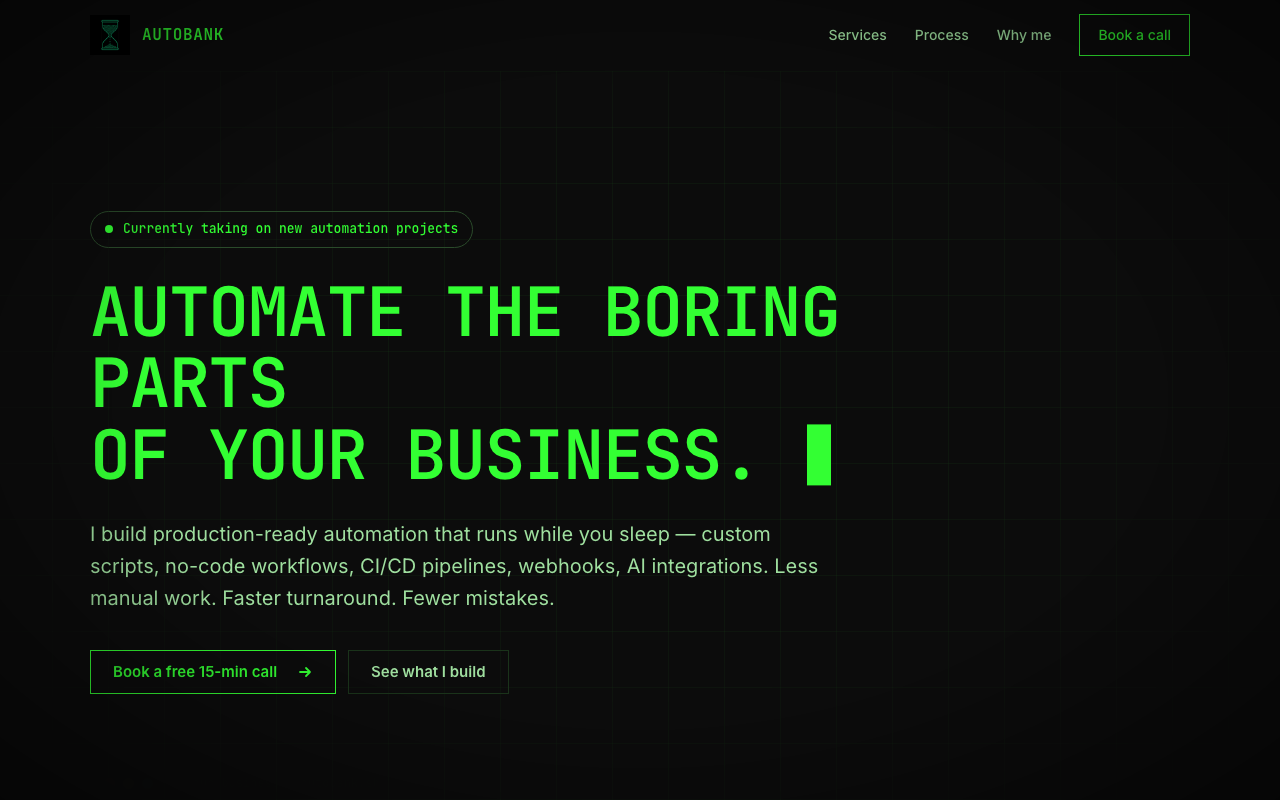 AUTOBANK
Services
Process
Why me
Book a call
Currently taking on new automation projects
AUTOMATE THE BORING
PARTS
OF YOUR BUSINESS.
I build production-ready automation that runs while you sleep — custom
scripts, no-code workflows, CI/CD pipelines, webhooks, AI integrations. Less
manual work. Faster turnaround. Fewer mistakes.
Book a free 15-min call →
See what I build